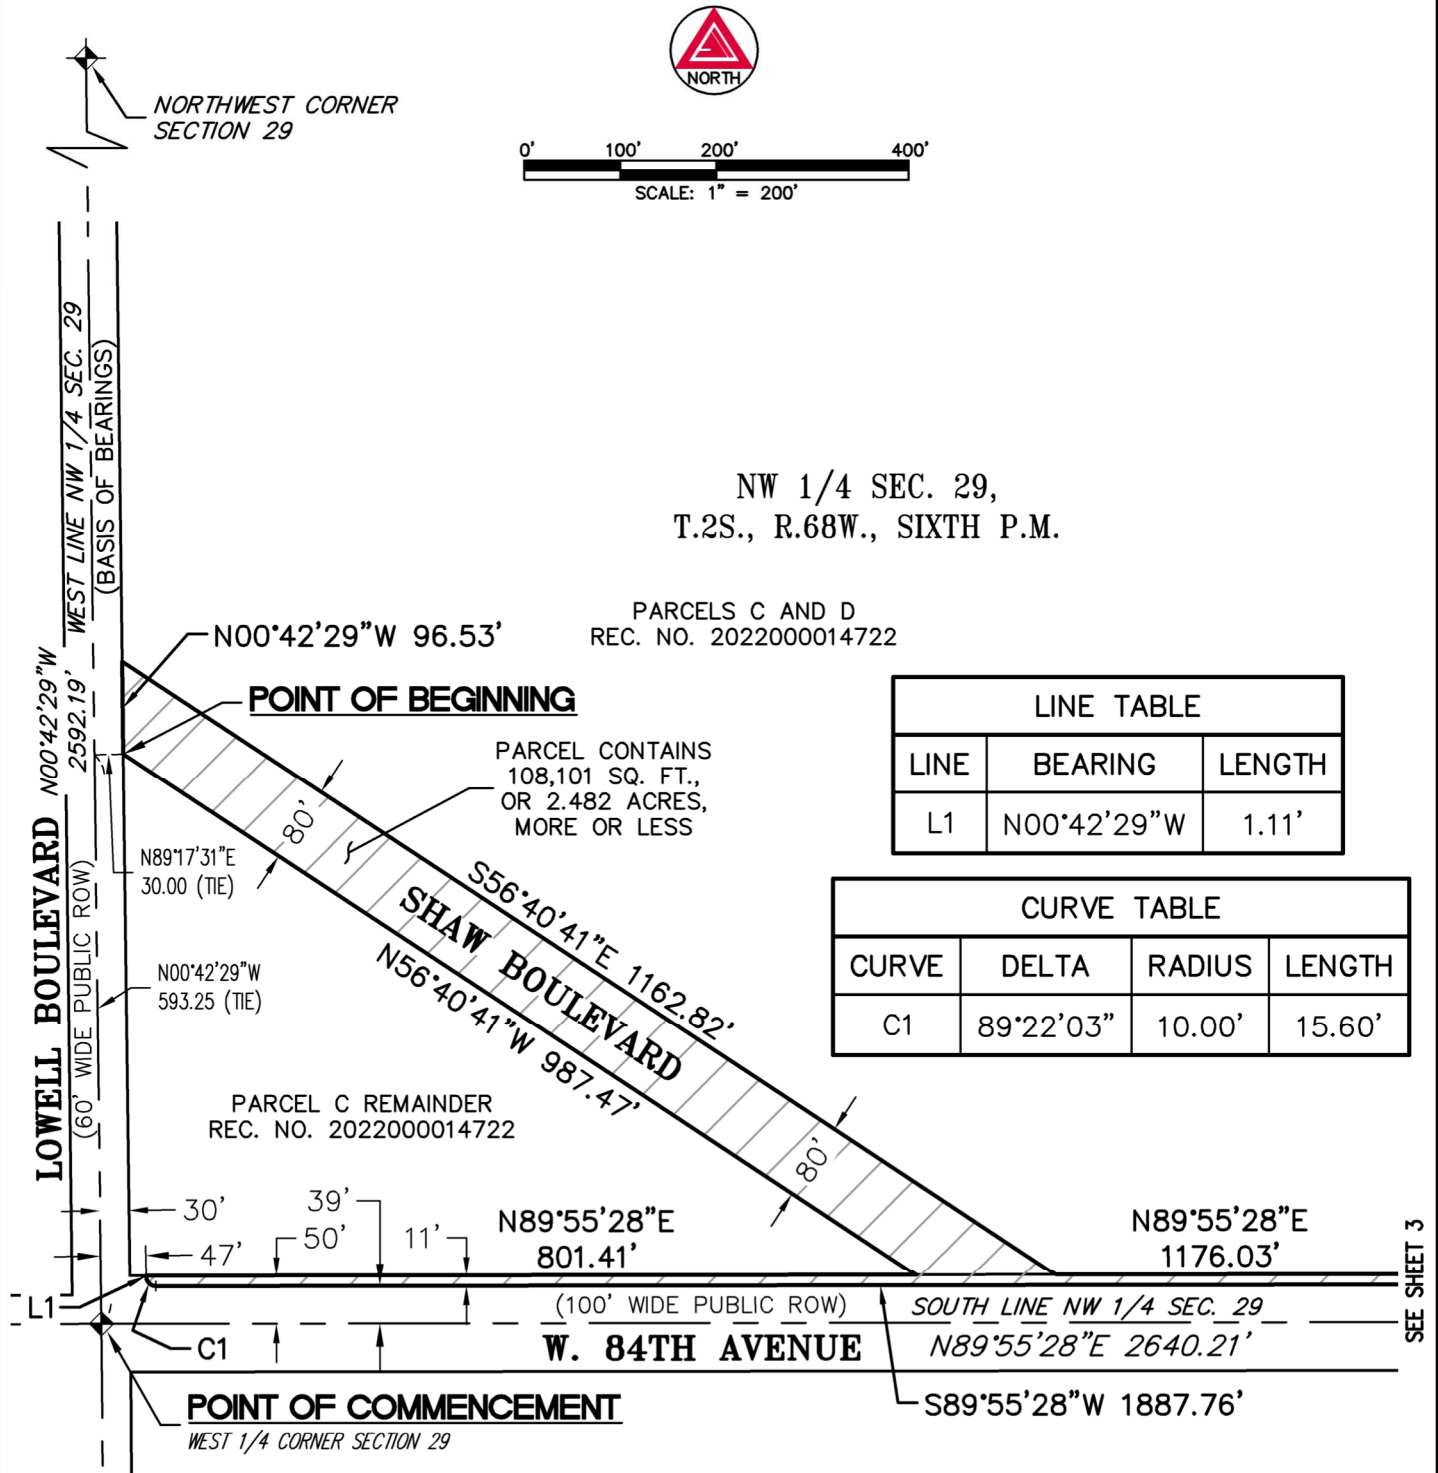 NORTH
NORTHWEST CORNER
SECTION 29
0' 100' 200' 400'
SCALE: 1" = 200'
WEST LINE NW 1/4 SEC. 29
(BASIS OF BEARINGS)
N00°42'29"W
2592.19'
NW 1/4 SEC. 29,
T.2S., R.68W., SIXTH P.M.
PARCELS C AND D
REC. NO. 2022000014722
N00°42'29"W 96.53'
POINT OF BEGINNING
PARCEL CONTAINS
108,101 SQ. FT.,
OR 2.482 ACRES,
MORE OR LESS
LINE TABLE
LINE BEARING LENGTH
L1 N00°42'29"W 1.11'
CURVE TABLE
CURVE DELTA RADIUS LENGTH
C1 89°22'03" 10.00' 15.60'
80'
N89°17'31"E
30.00 (TIE)
N00°42'29"W
593.25 (TIE)
LOWELL BOULEVARD
(60' WIDE PUBLIC ROW)
S56°40'41"E 1162.82'
SHAW BOULEVARD
N56°40'41"W 987.47'
80'
PARCEL C REMAINDER
REC. NO. 2022000014722
30'
47'
39'
50'
11'
N89°55'28"E
801.41'
N89°55'28"E
1176.03'
SEE SHEET 3
L1
C1
(100' WIDE PUBLIC ROW)
SOUTH LINE NW 1/4 SEC. 29
W. 84TH AVENUE
N89°55'28"E 2640.21'
S89°55'28"W 1887.76'
POINT OF COMMENCEMENT
WEST 1/4 CORNER SECTION 29